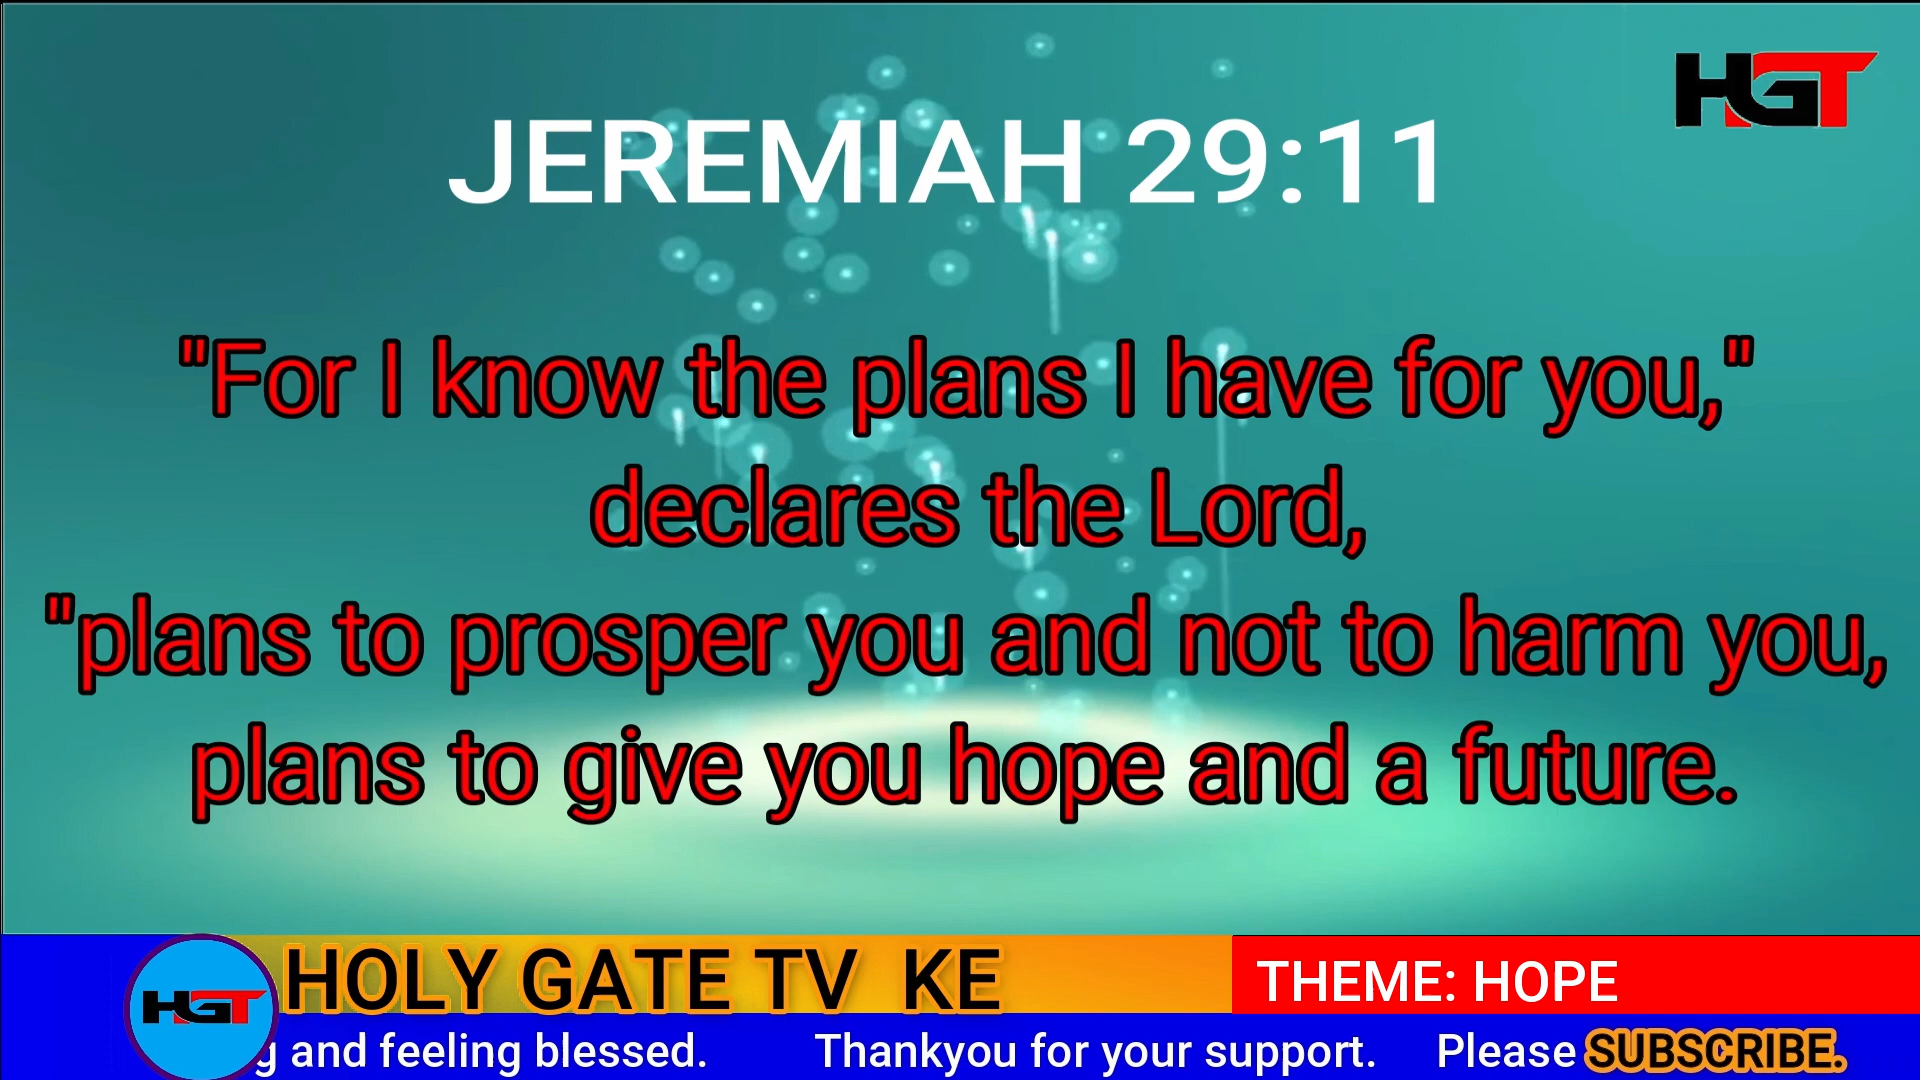 HGT
JEREMIAH 29:11
"For I know the plans I have for you,"
declares the Lord,
"plans to prosper you and not to harm you,
plans to give you hope and a future.
HGT
HOLY GATE TV KE
THEME: HOPE
g and feeling blessed. Thankyou for your support. Please SUBSCRIBE.